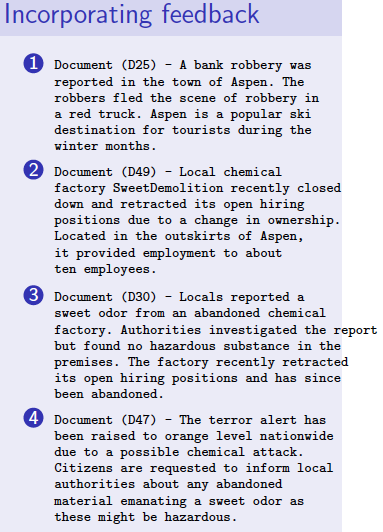 Incorporating feedback
1 Document (D25) – A bank robbery was
reported in the town of Aspen. The
robbers fled the scene of robbery in
a red truck. Aspen is a popular ski
destination for tourists during the
winter months.
2 Document (D49) – Local chemical
factory SweetDemolition recently closed
down and retracted its open hiring
positions due to a change in ownership.
Located in the outskirts of Aspen,
it provided employment to about
ten employees.
3 Document (D30) – Locals reported a
sweet odor from an abandoned chemical
factory. Authorities investigated the report
but found no hazardous substance in the
premises. The factory recently retracted
its open hiring positions and has since
been abandoned.
4 Document (D47) – The terror alert has
been raised to orange level nationwide
due to a possible chemical attack.
Citizens are requested to inform local
authorities about any abandoned
material emanating a sweet odor as
these might be hazardous.